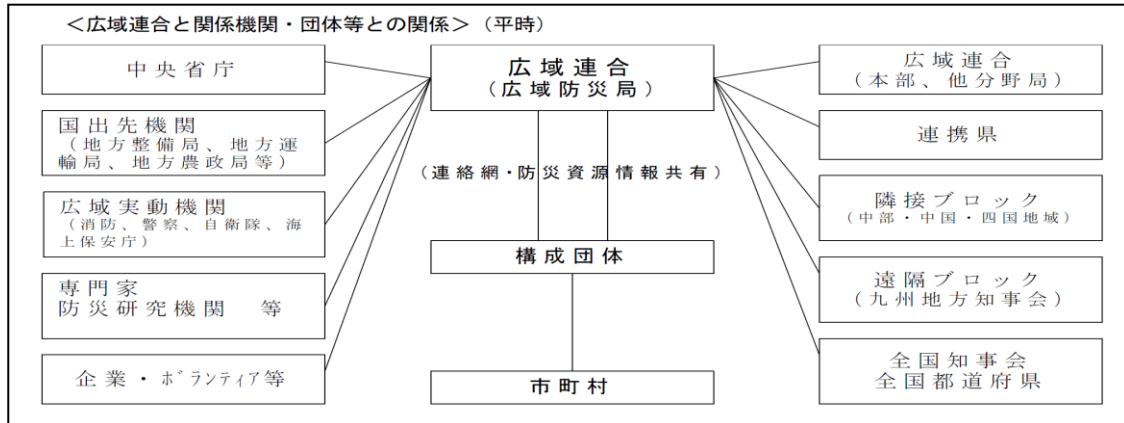 ＜広域連合と関係機関・団体等との関係＞（平時）
中央省庁
国出先機関
（地方整備局、地方運
輸局、地方農政局等）
広域実動機関
（消防、警察、自衛隊、海
上保安庁）
専門家
防災研究機関　等
企業・ボランティア等
広域連合
（広域防災局）
（連絡網・防災資源情報共有）
構成団体
市町村
広域連合
（本部、他分野局）
連携県
隣接ブロック
（中部・中国・四国地域）
遠隔ブロック
（九州地方知事会）
全国知事会
全国都道府県